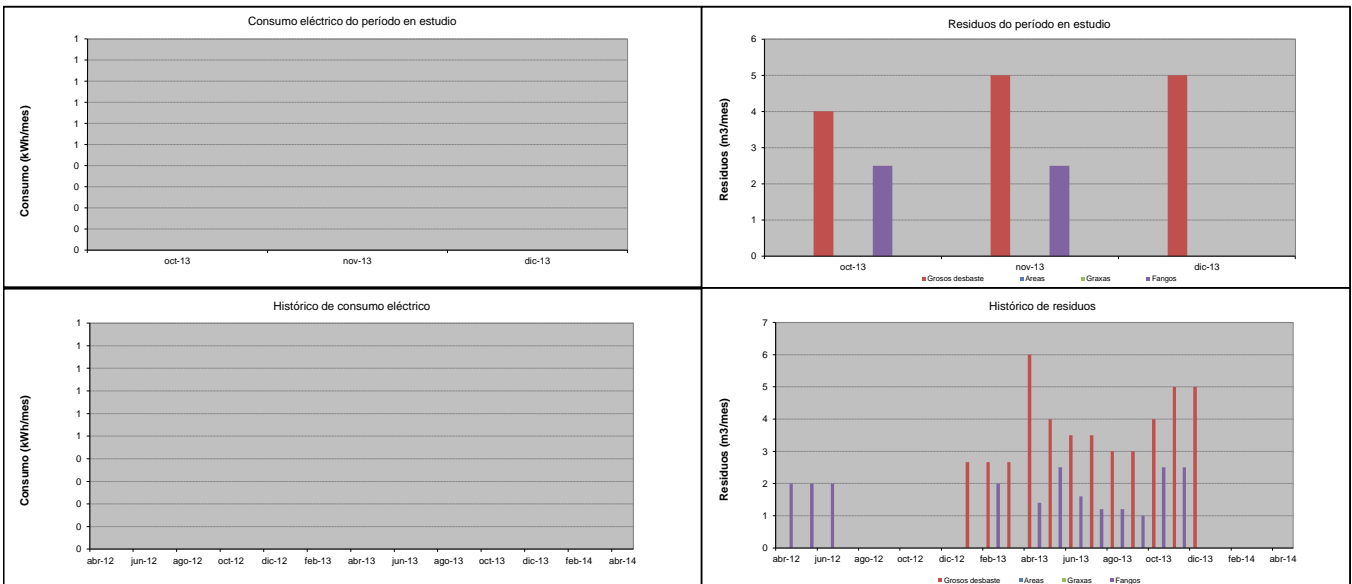 Consumo eléctrico do período en estudio
Consumo (kWh/mes)
1
1
1
1
1
1
0
0
0
0
0
oct-13 nov-13 dic-13
Residuos do período en estudio
Residuos (m3/mes)
6
5
4
3
2
1
0
oct-13 nov-13 dic-13
Grosos desbaste Areas Graxas Fangos
Histórico de consumo eléctrico
Consumo (kWh/mes)
1
1
1
1
1
1
0
0
0
0
0
abr-12 jun-12 ago-12 oct-12 dic-12 feb-13 abr-13 jun-13 ago-13 oct-13 dic-13 feb-14 abr-14
Histórico de residuos
Residuos (m3/mes)
7
6
5
4
3
2
1
0
abr-12 jun-12 ago-12 oct-12 dic-12 feb-13 abr-13 jun-13 ago-13 oct-13 dic-13 feb-14 abr-14
Grosos desbaste Areas Graxas Fangos